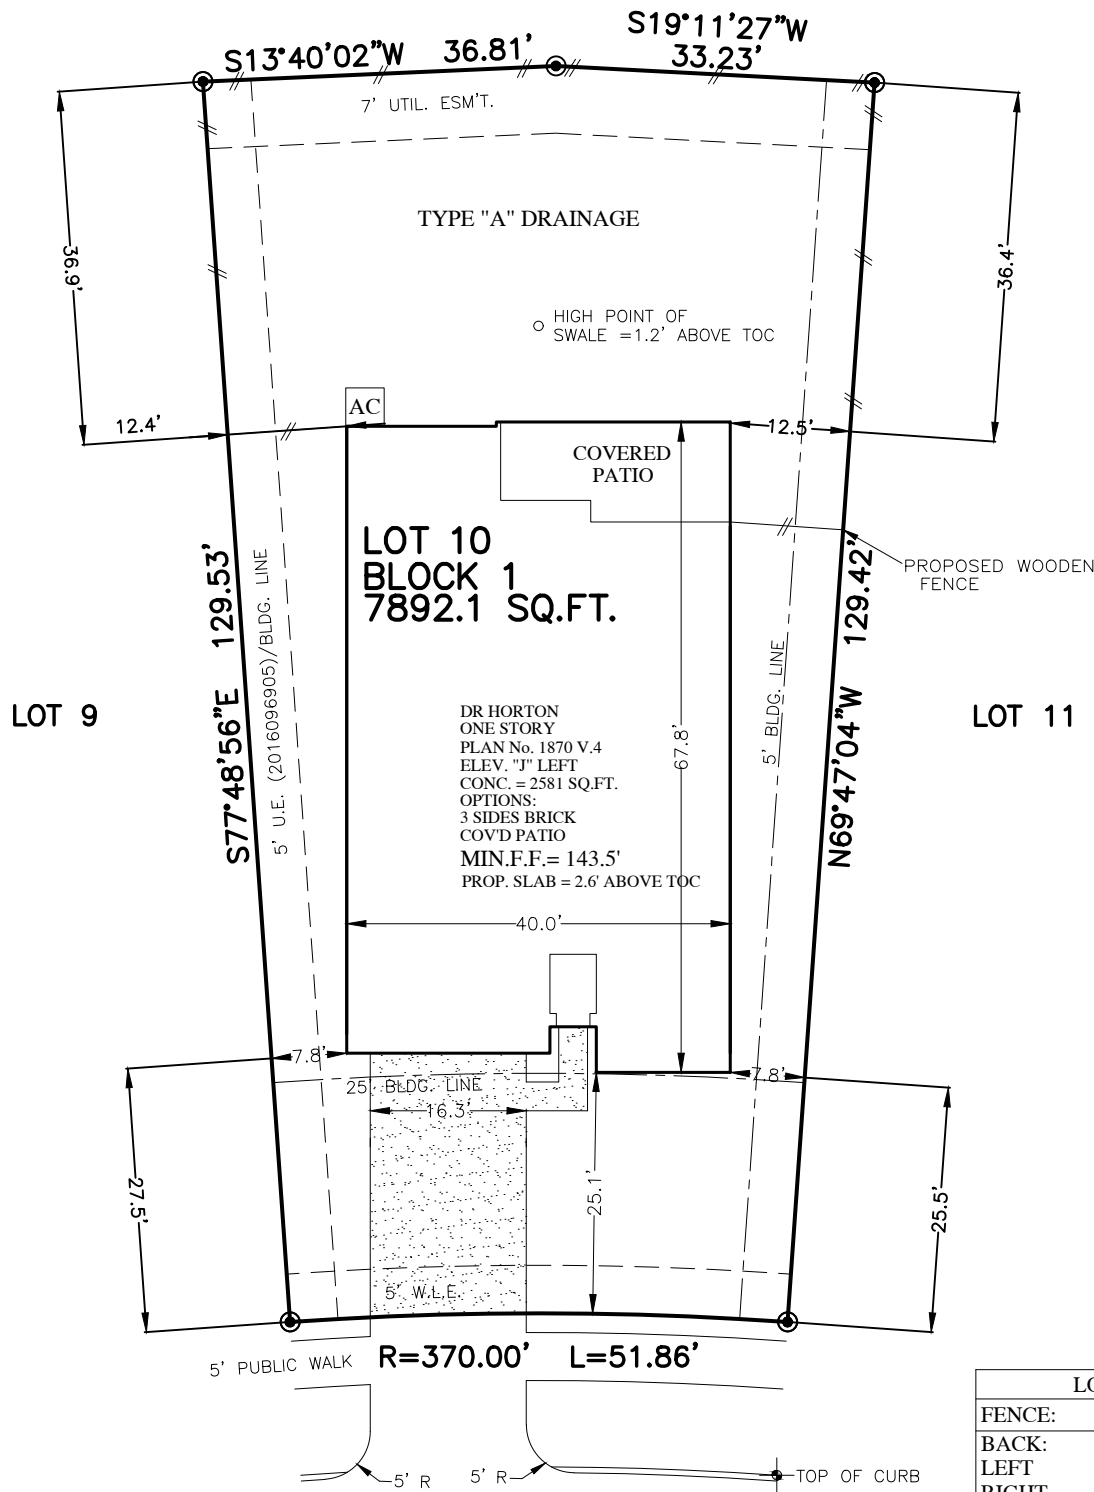 S13°40'02"W 36.81'
S19°11'27"W
33.23'
7' UTIL. ESM'T.
TYPE "A" DRAINAGE
36.9'
36.4'
HIGH POINT OF
SWALE =1.2' ABOVE TOC
AC
12.4'
12.5'
COVERED
PATIO
LOT 10
BLOCK 1
7892.1 SQ.FT.
PROPOSED WOODEN
FENCE
S77°48'56"E 129.53'
5' U.E. (2016096905)/BLDG. LINE
5' BLDG. LINE
N69°47'04"W 129.42'
LOT 9
LOT 11
DR HORTON
ONE STORY
PLAN No. 1870 V.4
ELEV. "J" LEFT
CONC. = 2581 SQ.FT.
OPTIONS:
3 SIDES BRICK
COV'D PATIO
MIN.F.F.= 143.5'
PROP. SLAB = 2.6' ABOVE TOC
67.8'
40.0'
7.8'
7.8'
25' BLDG. LINE
16.3'
27.5'
25.1'
25.5'
5' W.L.E.
5' PUBLIC WALK
R=370.00' L=51.86'
5' R
5' R
TOP OF CURB
LO
FENCE:
BACK:
LEFT
RIGHT